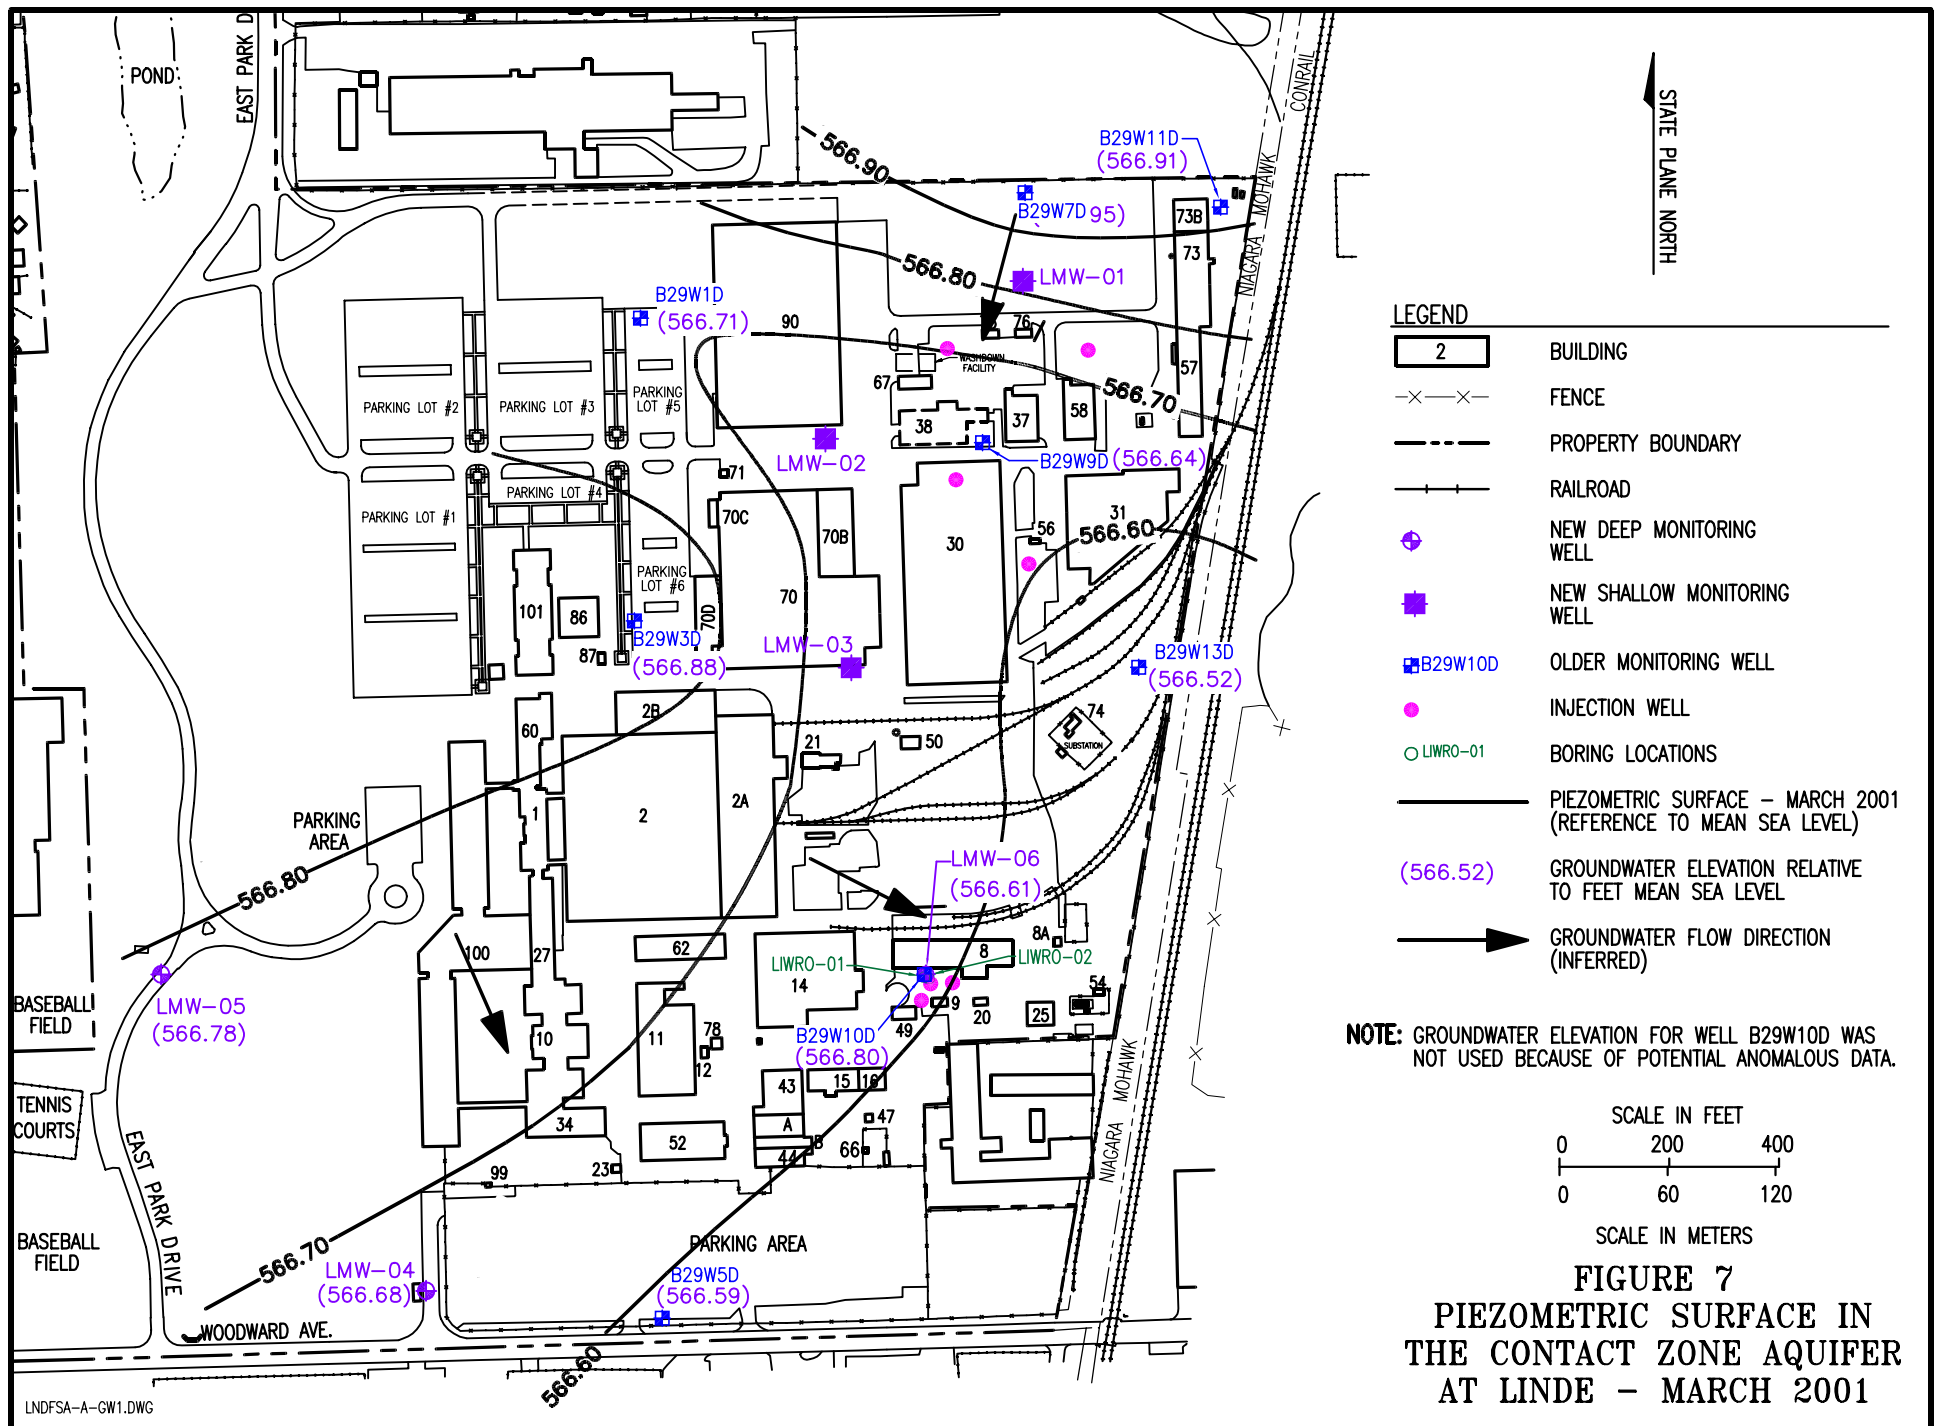 POND
EAST PARK D
CONRAIL
NIAGARA MOHAWK
STATE PLANE NORTH
566.90
B29W11D
(566.91)
B29W7D
95)
73B
73
566.80
LMW-01
B29W1D
(566.71)
90
76
WASHDOWN
FACILITY
67
57
566.70
PARKING LOT #2
PARKING LOT #3
PARKING
LOT #5
38
37
58
LMW-02
B29W9D
(566.64)
71
PARKING LOT #4
PARKING LOT #1
70C
70B
30
31
56
566.60
PARKING
LOT #6
101
86
70D
70
B29W3D
(566.88)
87
LMW-03
B29W13D
(566.52)
2B
60
74
SUBSTATION
21
50
1
2
2A
PARKING
AREA
566.80
LMW-06
(566.61)
8A
8
100
27
62
LIWRO-01
LIWRO-02
14
54
LMW-05
(566.78)
BASEBALL
FIELD
9
20
25
49
10
11
78
12
B29W10D
(566.80)
NIAGARA MOHAWK
43
15
16
TENNIS
COURTS
34
52
A
B
44
47
66
99
23
EAST PARK DRIVE
BASEBALL
FIELD
566.70
LMW-04
(566.68)
PARKING AREA
B29W5D
(566.59)
WOODWARD AVE.
566.60
LNDFSA-A-GW1.DWG
LEGEND
2
BUILDING
FENCE
PROPERTY BOUNDARY
RAILROAD
NEW DEEP MONITORING
WELL
NEW SHALLOW MONITORING
WELL
B29W10D
OLDER MONITORING WELL
INJECTION WELL
LIWRO-01
BORING LOCATIONS
PIEZOMETRIC SURFACE - MARCH 2001
(REFERENCE TO MEAN SEA LEVEL)
(566.52)
GROUNDWATER ELEVATION RELATIVE
TO FEET MEAN SEA LEVEL
GROUNDWATER FLOW DIRECTION
(INFERRED)
NOTE: GROUNDWATER ELEVATION FOR WELL B29W10D WAS
NOT USED BECAUSE OF POTENTIAL ANOMALOUS DATA.
SCALE IN FEET
0 200 400
0 60 120
SCALE IN METERS
FIGURE 7
PIEZOMETRIC SURFACE IN
THE CONTACT ZONE AQUIFER
AT LINDE - MARCH 2001